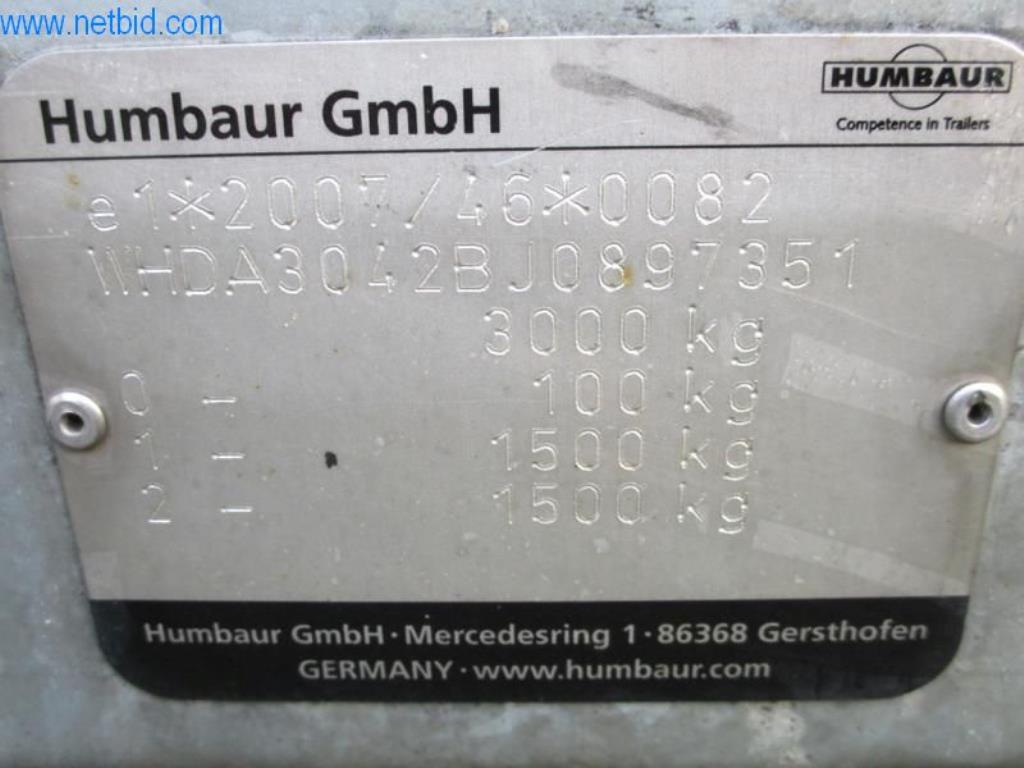 www.netbid.com
HUMBAUR
Humbaur GmbH
Competence in Trailers
e1*2007/46*0082
WHDA3042BJ0897351
3000 kg
0 - 100 kg
1 - 1500 kg
2 - 1500 kg
Humbaur GmbH · Mercedesring 1 · 86368 Gersthofen
GERMANY · www.humbaur.com